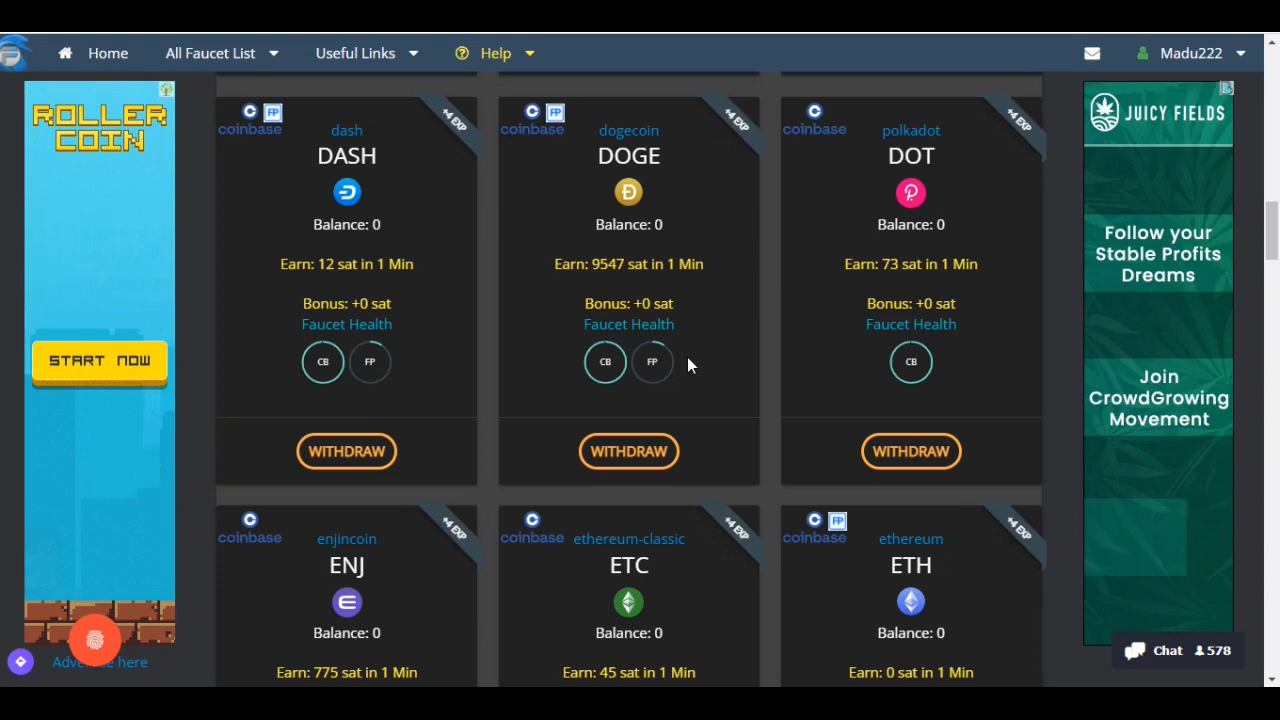 Home
All Faucet List
Useful Links
Help
Madu222
ROLLER
COIN
START NOW
Advertise here
coinbase
FP
+4 EXP
dash
DASH
Balance: 0
Earn: 12 sat in 1 Min
Bonus: +0 sat
Faucet Health
CB
FP
WITHDRAW
coinbase
FP
+4 EXP
dogecoin
DOGE
Balance: 0
Earn: 9547 sat in 1 Min
Bonus: +0 sat
Faucet Health
CB
FP
WITHDRAW
coinbase
+4 EXP
polkadot
DOT
Balance: 0
Earn: 73 sat in 1 Min
Bonus: +0 sat
Faucet Health
CB
WITHDRAW
coinbase
+4 EXP
enjincoin
ENJ
Balance: 0
Earn: 775 sat in 1 Min
coinbase
+4 EXP
ethereum-classic
ETC
Balance: 0
Earn: 45 sat in 1 Min
coinbase
FP
+4 EXP
ethereum
ETH
Balance: 0
Earn: 0 sat in 1 Min
JUICY FIELDS
Follow your
Stable Profits
Dreams
Join
CrowdGrowing
Movement
Chat 578